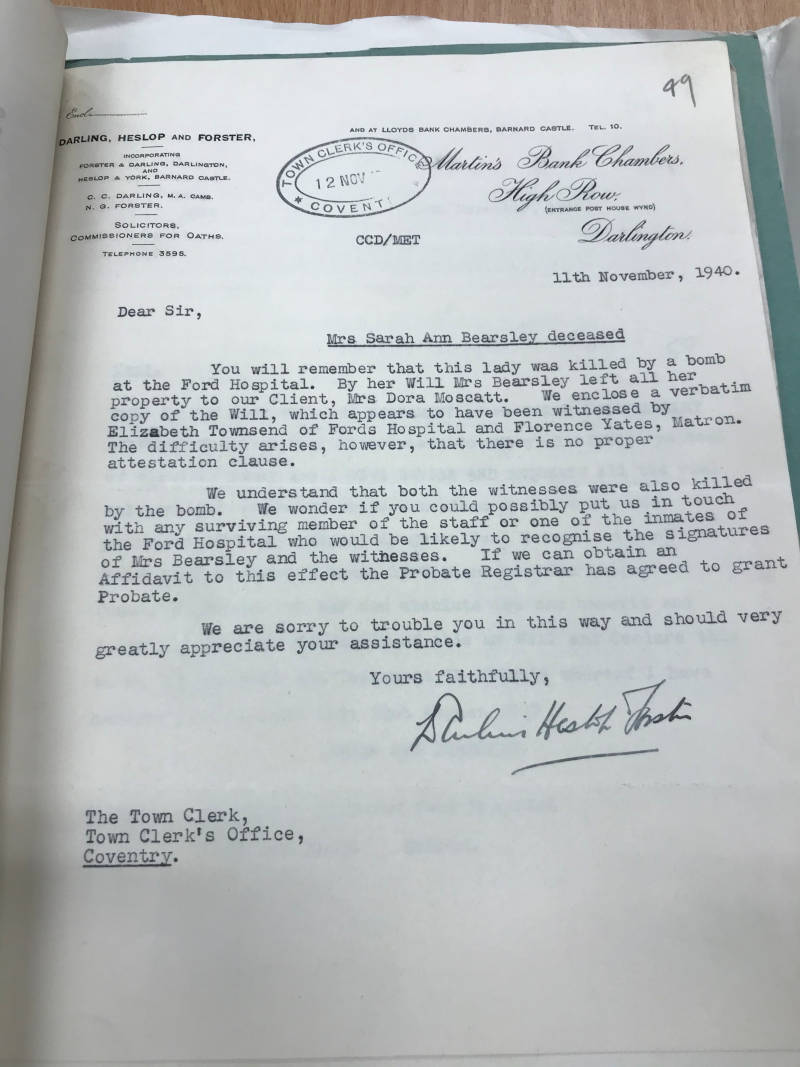 49
Encl.
DARLING, HESLOP AND FORSTER,
INCORPORATING
FORSTER & DARLING, DARLINGTON,
AND
HESLOP & YORK, BARNARD CASTLE.
C. C. DARLING, M.A. CAMB.
N. G. FORSTER.
SOLICITORS,
COMMISSIONERS FOR OATHS.
TELEPHONE 3595.
TOWN CLERK'S OFFICE
12 NOV
COVENT
AND AT LLOYDS BANK CHAMBERS, BARNARD CASTLE. TEL. 10.
Martin's Bank Chambers,
High Row,
(ENTRANCE POST HOUSE WYND)
Darlington.
CCD/MET
11th November, 1940.
Dear Sir,
Mrs Sarah Ann Bearsley deceased
You will remember that this lady was killed by a bomb
at the Ford Hospital. By her Will Mrs Bearsley left all her
property to our Client, Mrs Dora Moscatt. We enclose a verbatim
copy of the Will, which appears to have been witnessed by
Elizabeth Townsend of Fords Hospital and Florence Yates, Matron.
The difficulty arises, however, that there is no proper
attestation clause.
We understand that both the witnesses were also killed
by the bomb. We wonder if you could possibly put us in touch
with any surviving member of the staff or one of the inmates of
the Ford Hospital who would be likely to recognise the signatures
of Mrs Bearsley and the witnesses. If we can obtain an
Affidavit to this effect the Probate Registrar has agreed to grant
Probate.
We are sorry to trouble you in this way and should very
greatly appreciate your assistance.
Yours faithfully,
Darling Heslop Forster
The Town Clerk,
Town Clerk's Office,
Coventry.